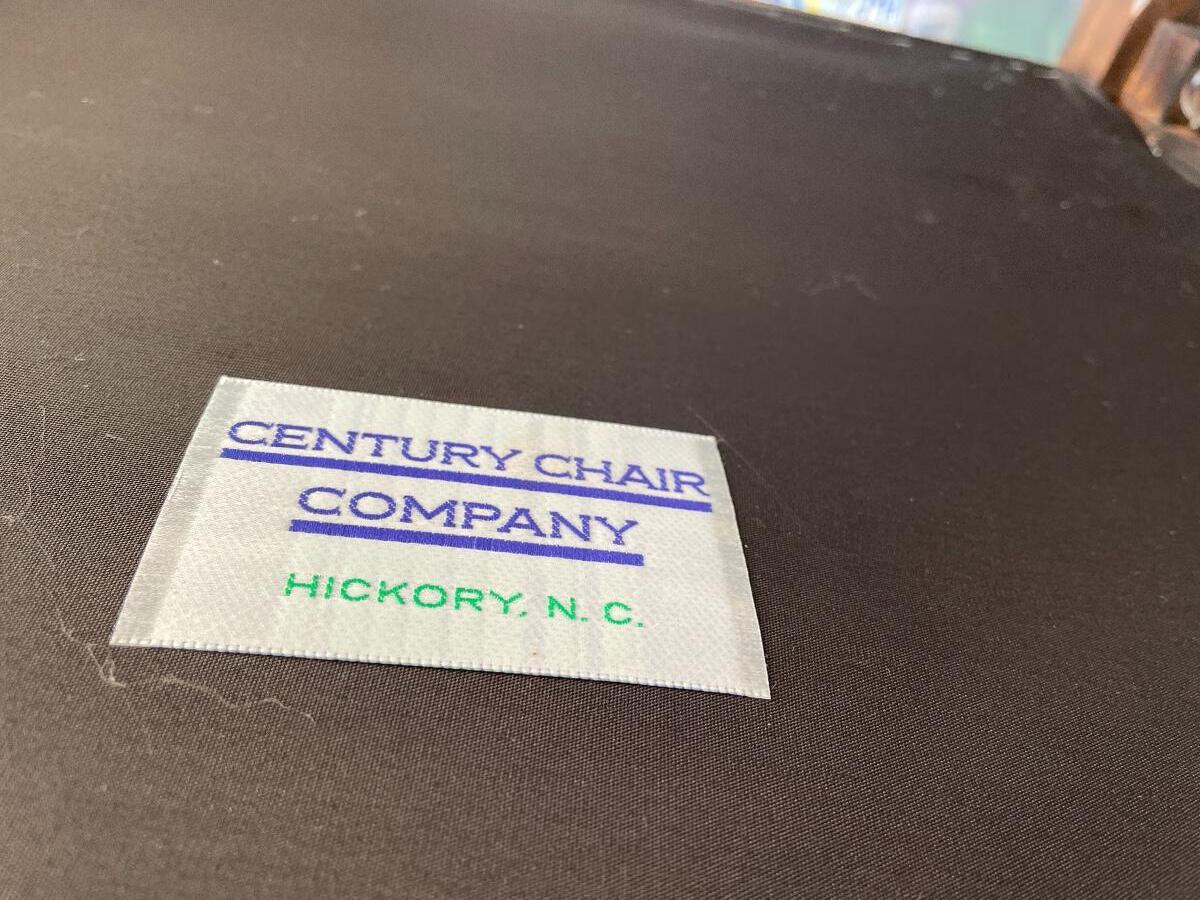 CENTURY CHAIR
COMPANY
HICKORY, N. C.